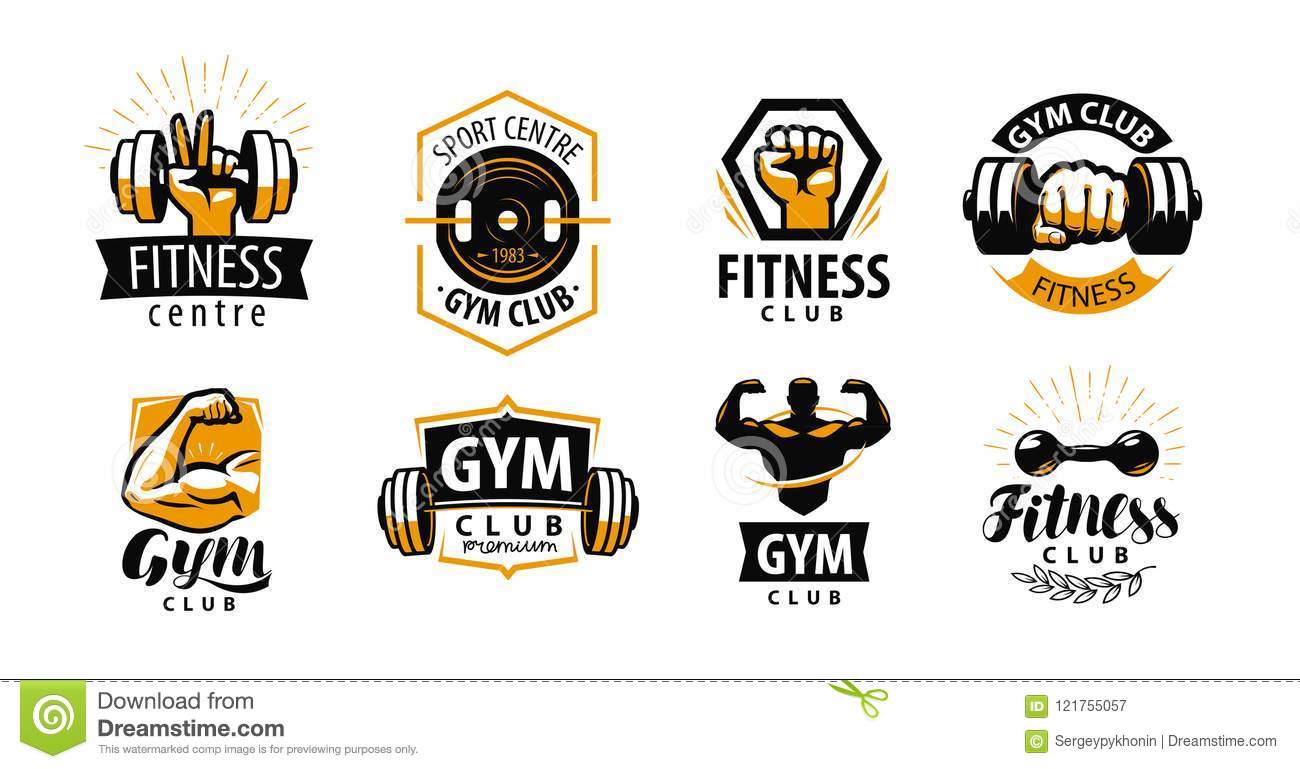 FITNESS
centre
SPORT CENTRE
1983
· GYM CLUB ·
FITNESS
CLUB
GYM CLUB
FITNESS
Gym
CLUB
GYM
CLUB
premium
GYM
CLUB
Fitness
CLUB
Download from
Dreamstime.com
This watermarked comp image is for previewing purposes only.
ID 121755057
© Sergeypykhonin | Dreamstime.com